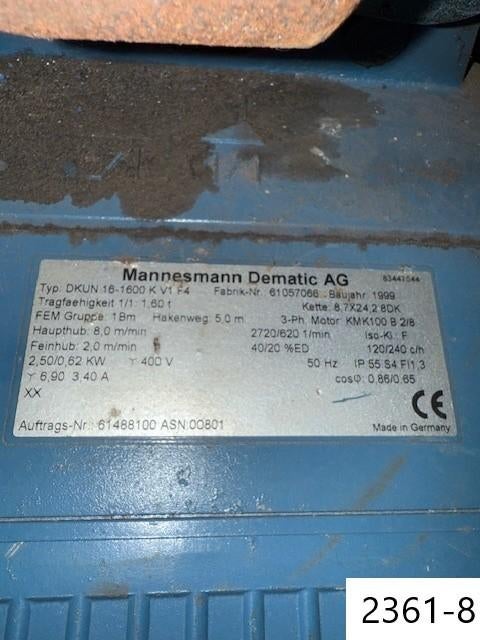 Mannesmann Dematic AG 83447544
Typ: DKUN 16-1600 K V1 F4 Fabrik-Nr. 61057066 Baujahr 1999
Tragfaehigkeit 1/1: 1,60 t Kette: 8,7X24,2 8DK
FEM Gruppe: 1Bm Hakenweg: 5,0 m 3-Ph. Motor KMK100 B 2/8
Haupthub: 8,0 m/min 2720/620 1/min Iso-Kl.: F
Feinhub: 2,0 m/min 40/20 %ED 120/240 c/h
2,50/0,62 KW Y 400 V 50 Hz IP 55 S4 FI1,3
Y 6,90 3,40 A cosφ: 0,86/0,65
XX
CE
Auftrags-Nr.: 61488100 ASN:00801 Made in Germany
2361-8